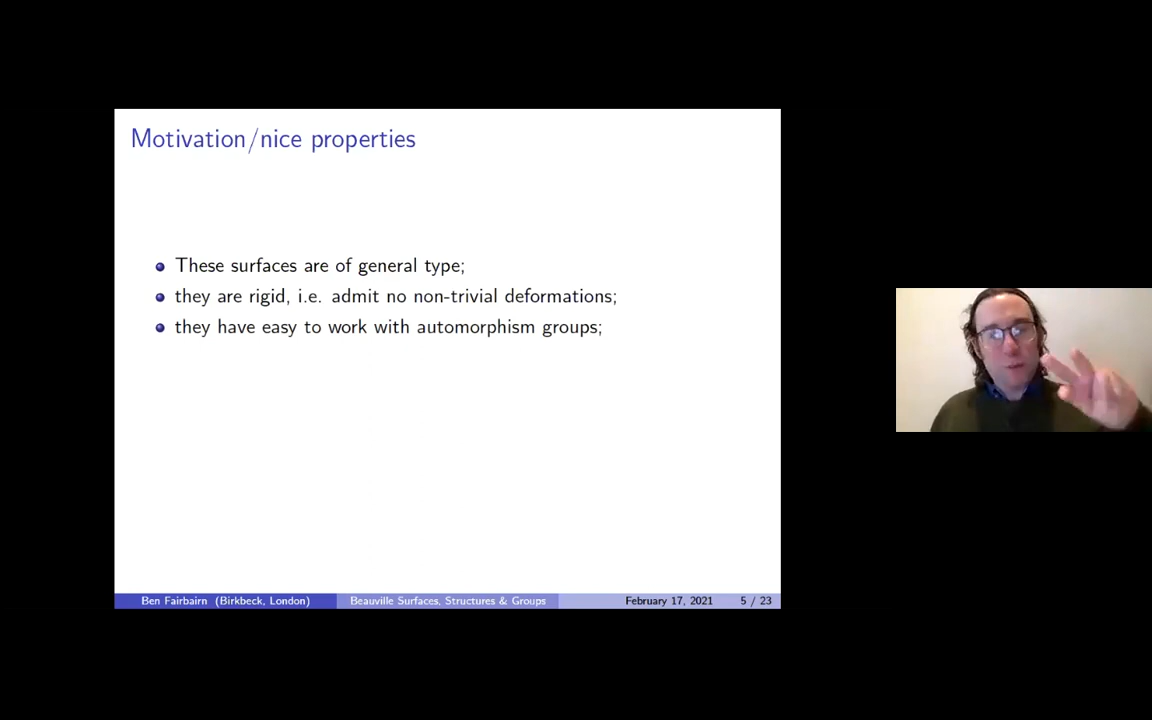 Motivation/nice properties
These surfaces are of general type;
they are rigid, i.e. admit no non-trivial deformations;
they have easy to work with automorphism groups;
Ben Fairbairn (Birkbeck, London) Beauville Surfaces, Structures & Groups February 17, 2021 5 / 23